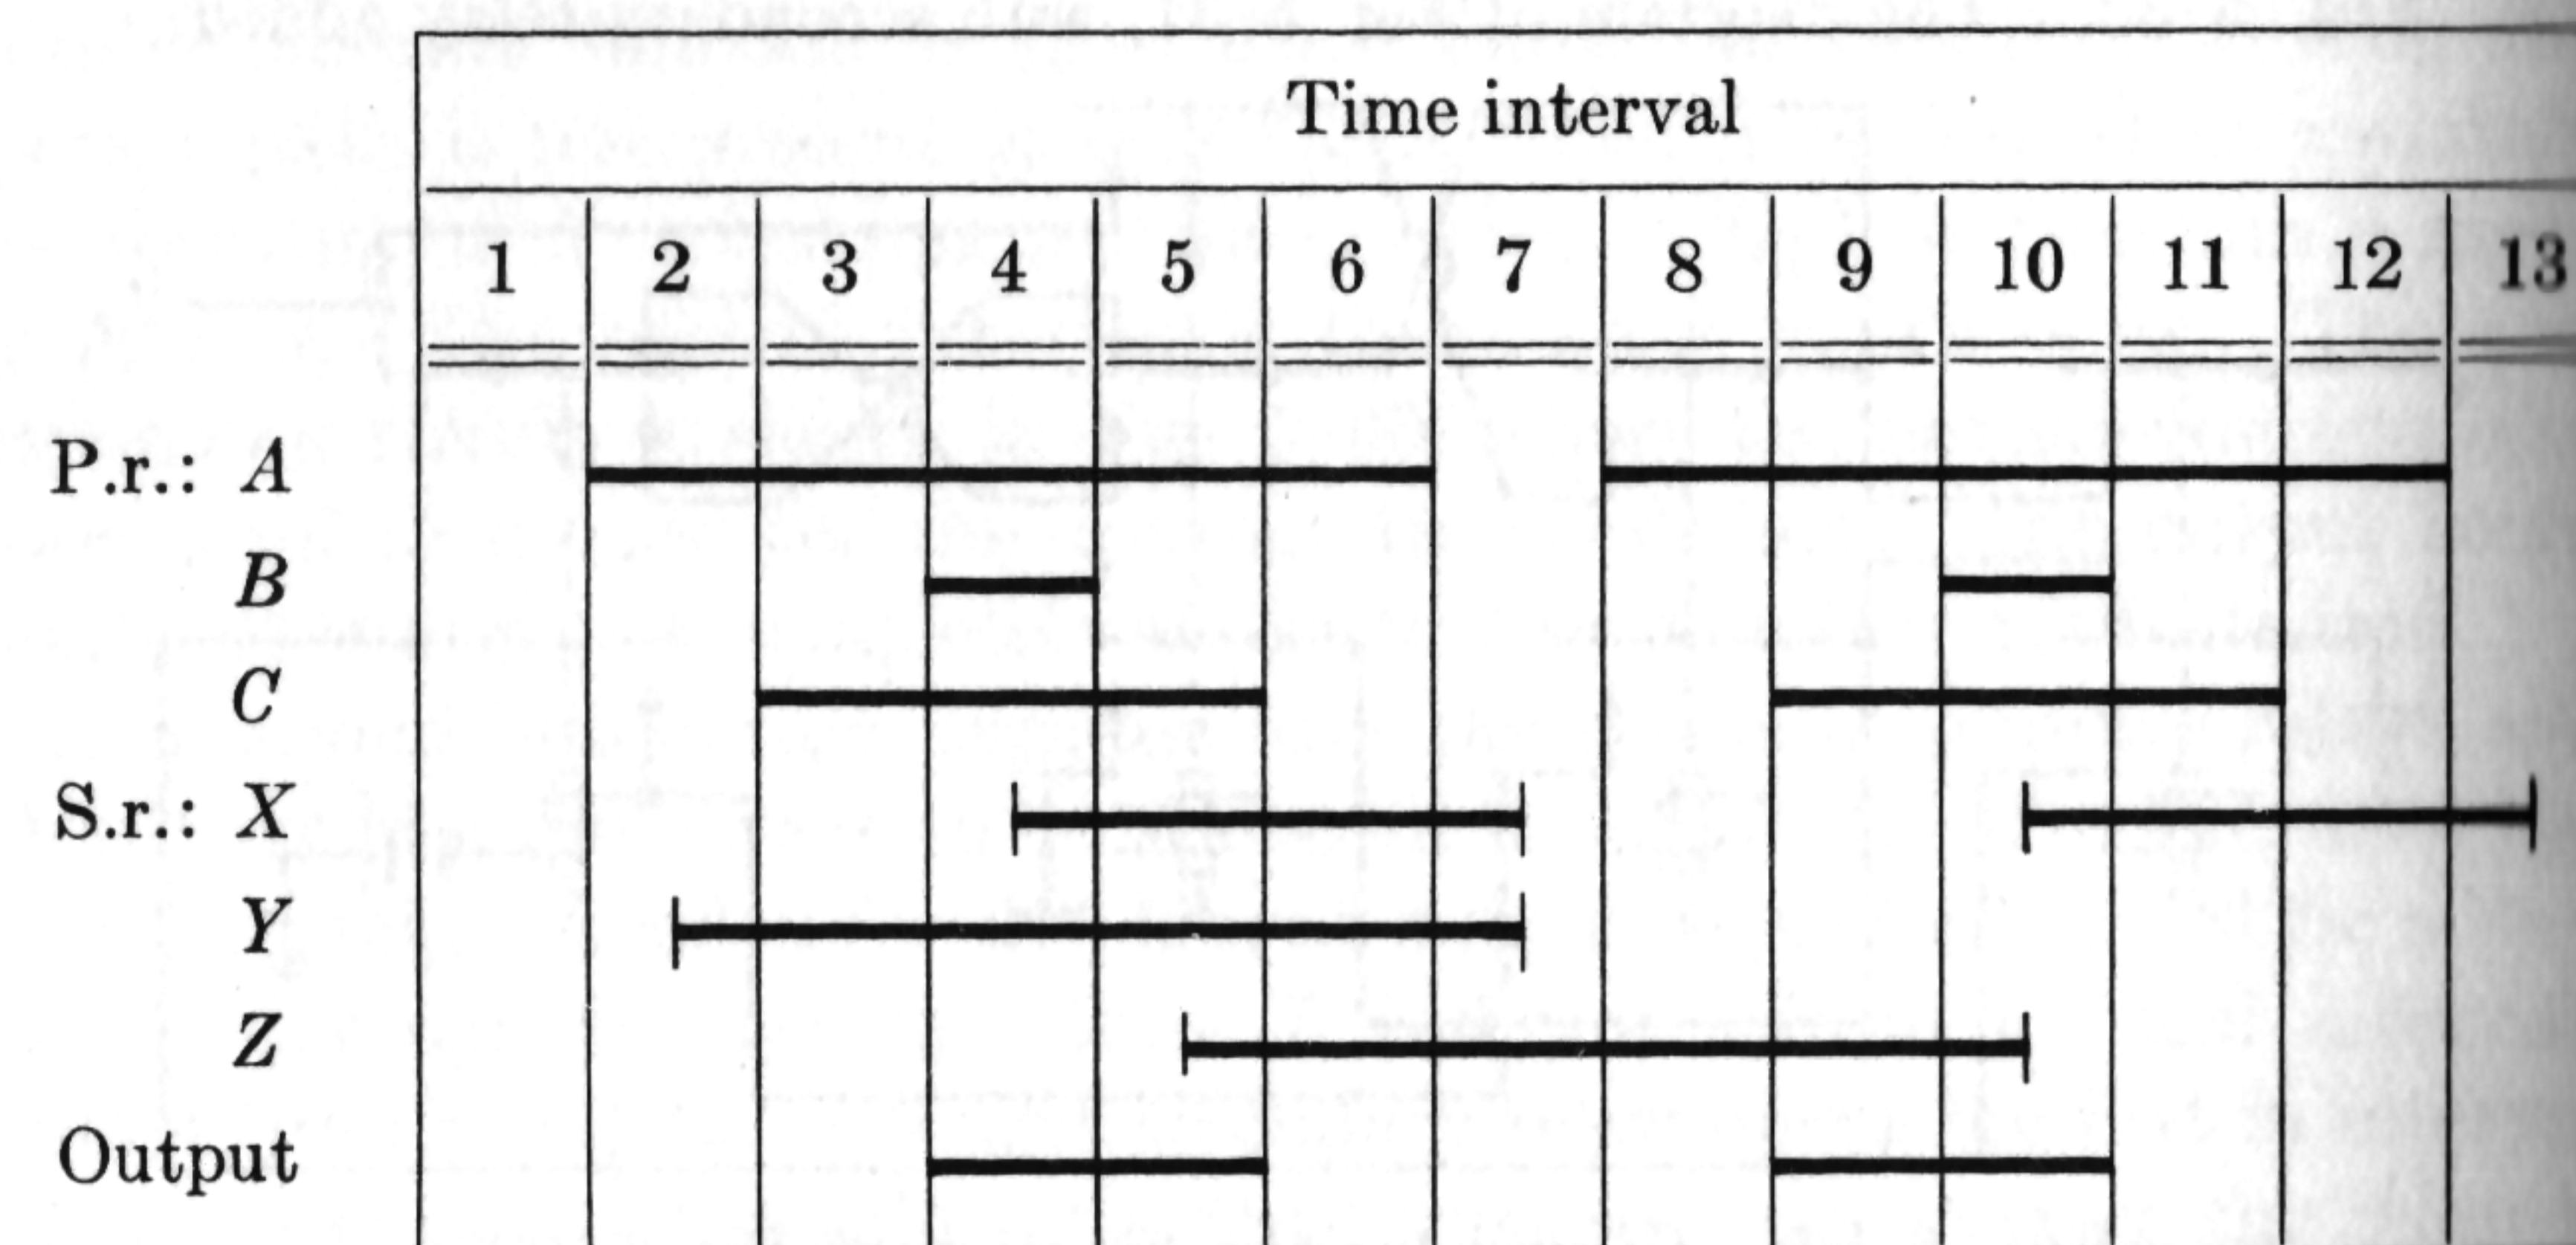 Time interval
1 2 3 4 5 6 7 8 9 10 11 12 13
P.r.: A
B
C
S.r.: X
Y
Z
Output